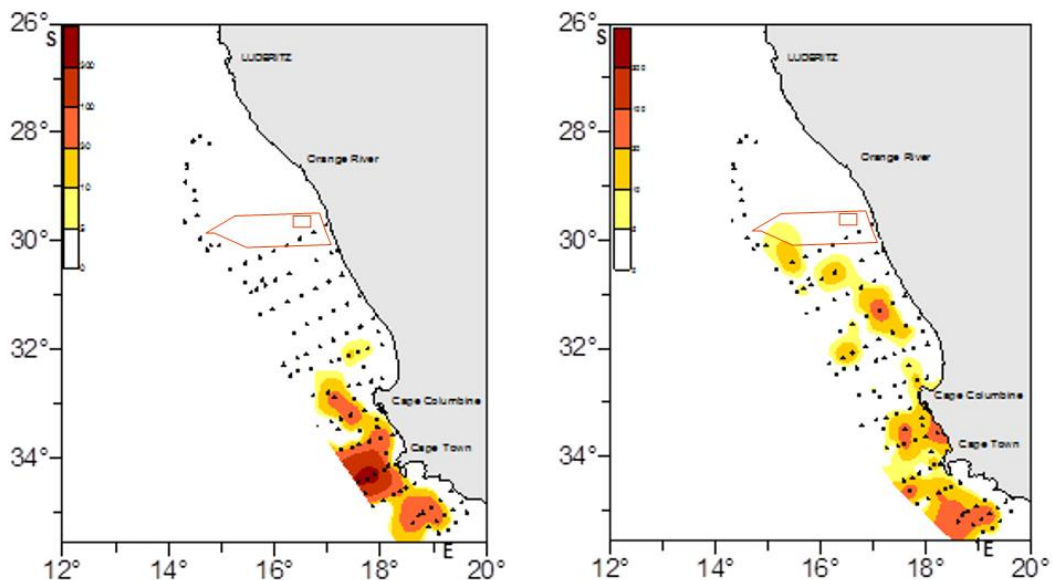 26°
S
28°
30°
32°
34°
12°
14°
16°
18°
20°
E
LUDERITZ
Orange River
Cape Columbine
Cape Town
26°
S
28°
30°
32°
34°
12°
14°
16°
18°
20°
E
LUDERITZ
Orange River
Cape Columbine
Cape Town